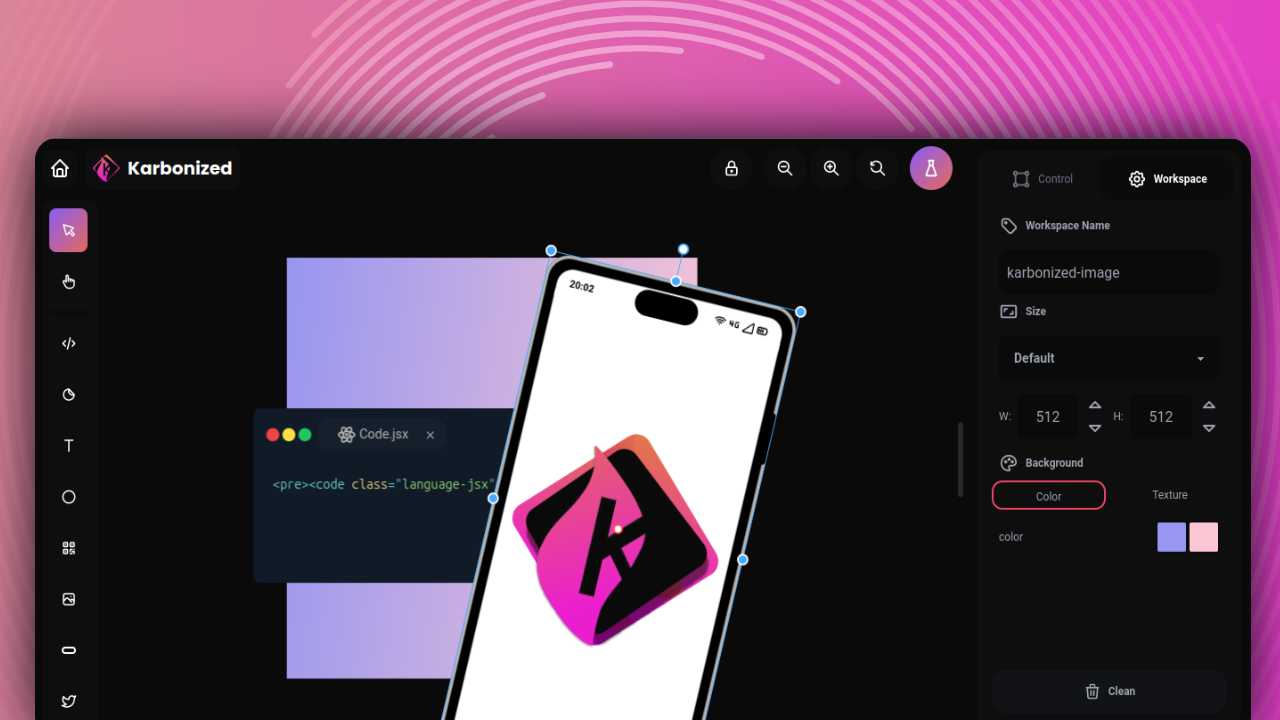 Karbonized
Control
Workspace
Workspace Name
karbonized-image
Size
Default
W:
512
H:
512
Background
Color
Texture
color
Clean
T
20:02
4G
Code.jsx
<pre><code class="language-jsx"